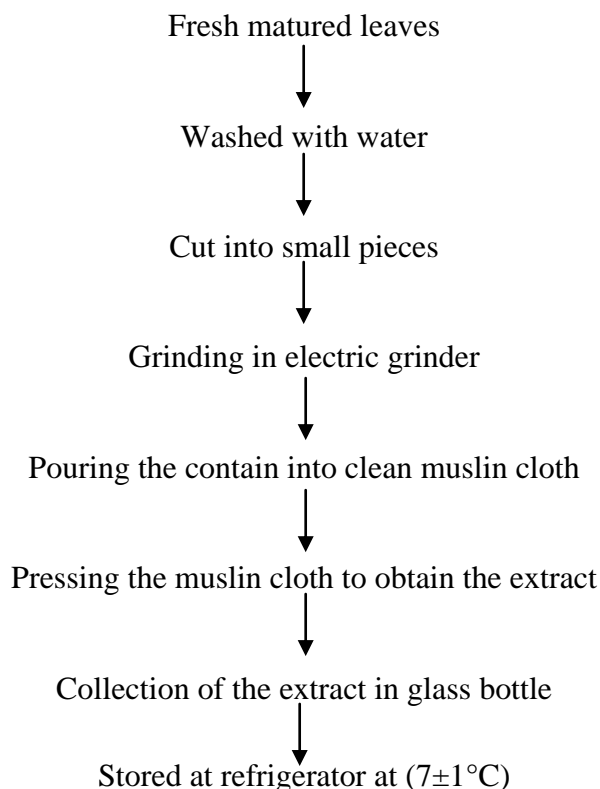 Fresh matured leaves
Washed with water
Cut into small pieces
Grinding in electric grinder
Pouring the contain into clean muslin cloth
Pressing the muslin cloth to obtain the extract
Collection of the extract in glass bottle
Stored at refrigerator at (7±1°C)